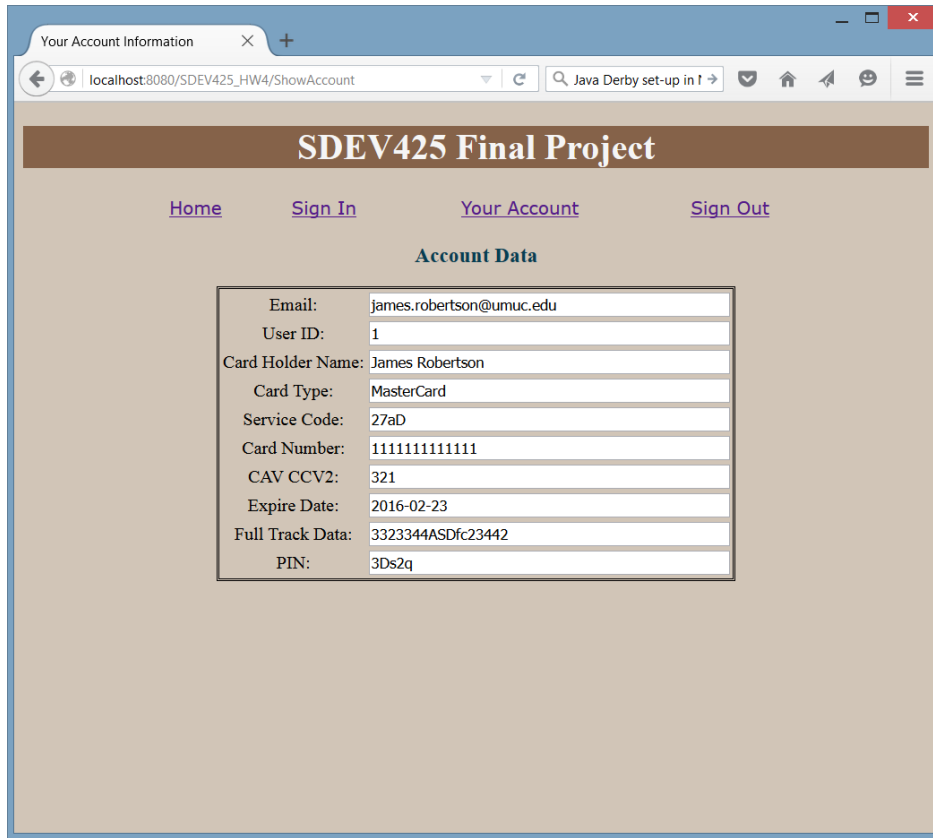 Your Account Information
localhost:8080/SDEV425_HW4/ShowAccount
Java Derby set-up in
SDEV425 Final Project
Home Sign In Your Account Sign Out
Account Data
Email: james.robertson@umuc.edu
User ID: 1
Card Holder Name: James Robertson
Card Type: MasterCard
Service Code: 27aD
Card Number: 1111111111111
CAV CCV2: 321
Expire Date: 2016-02-23
Full Track Data: 3323344ASDfc23442
PIN: 3Ds2q